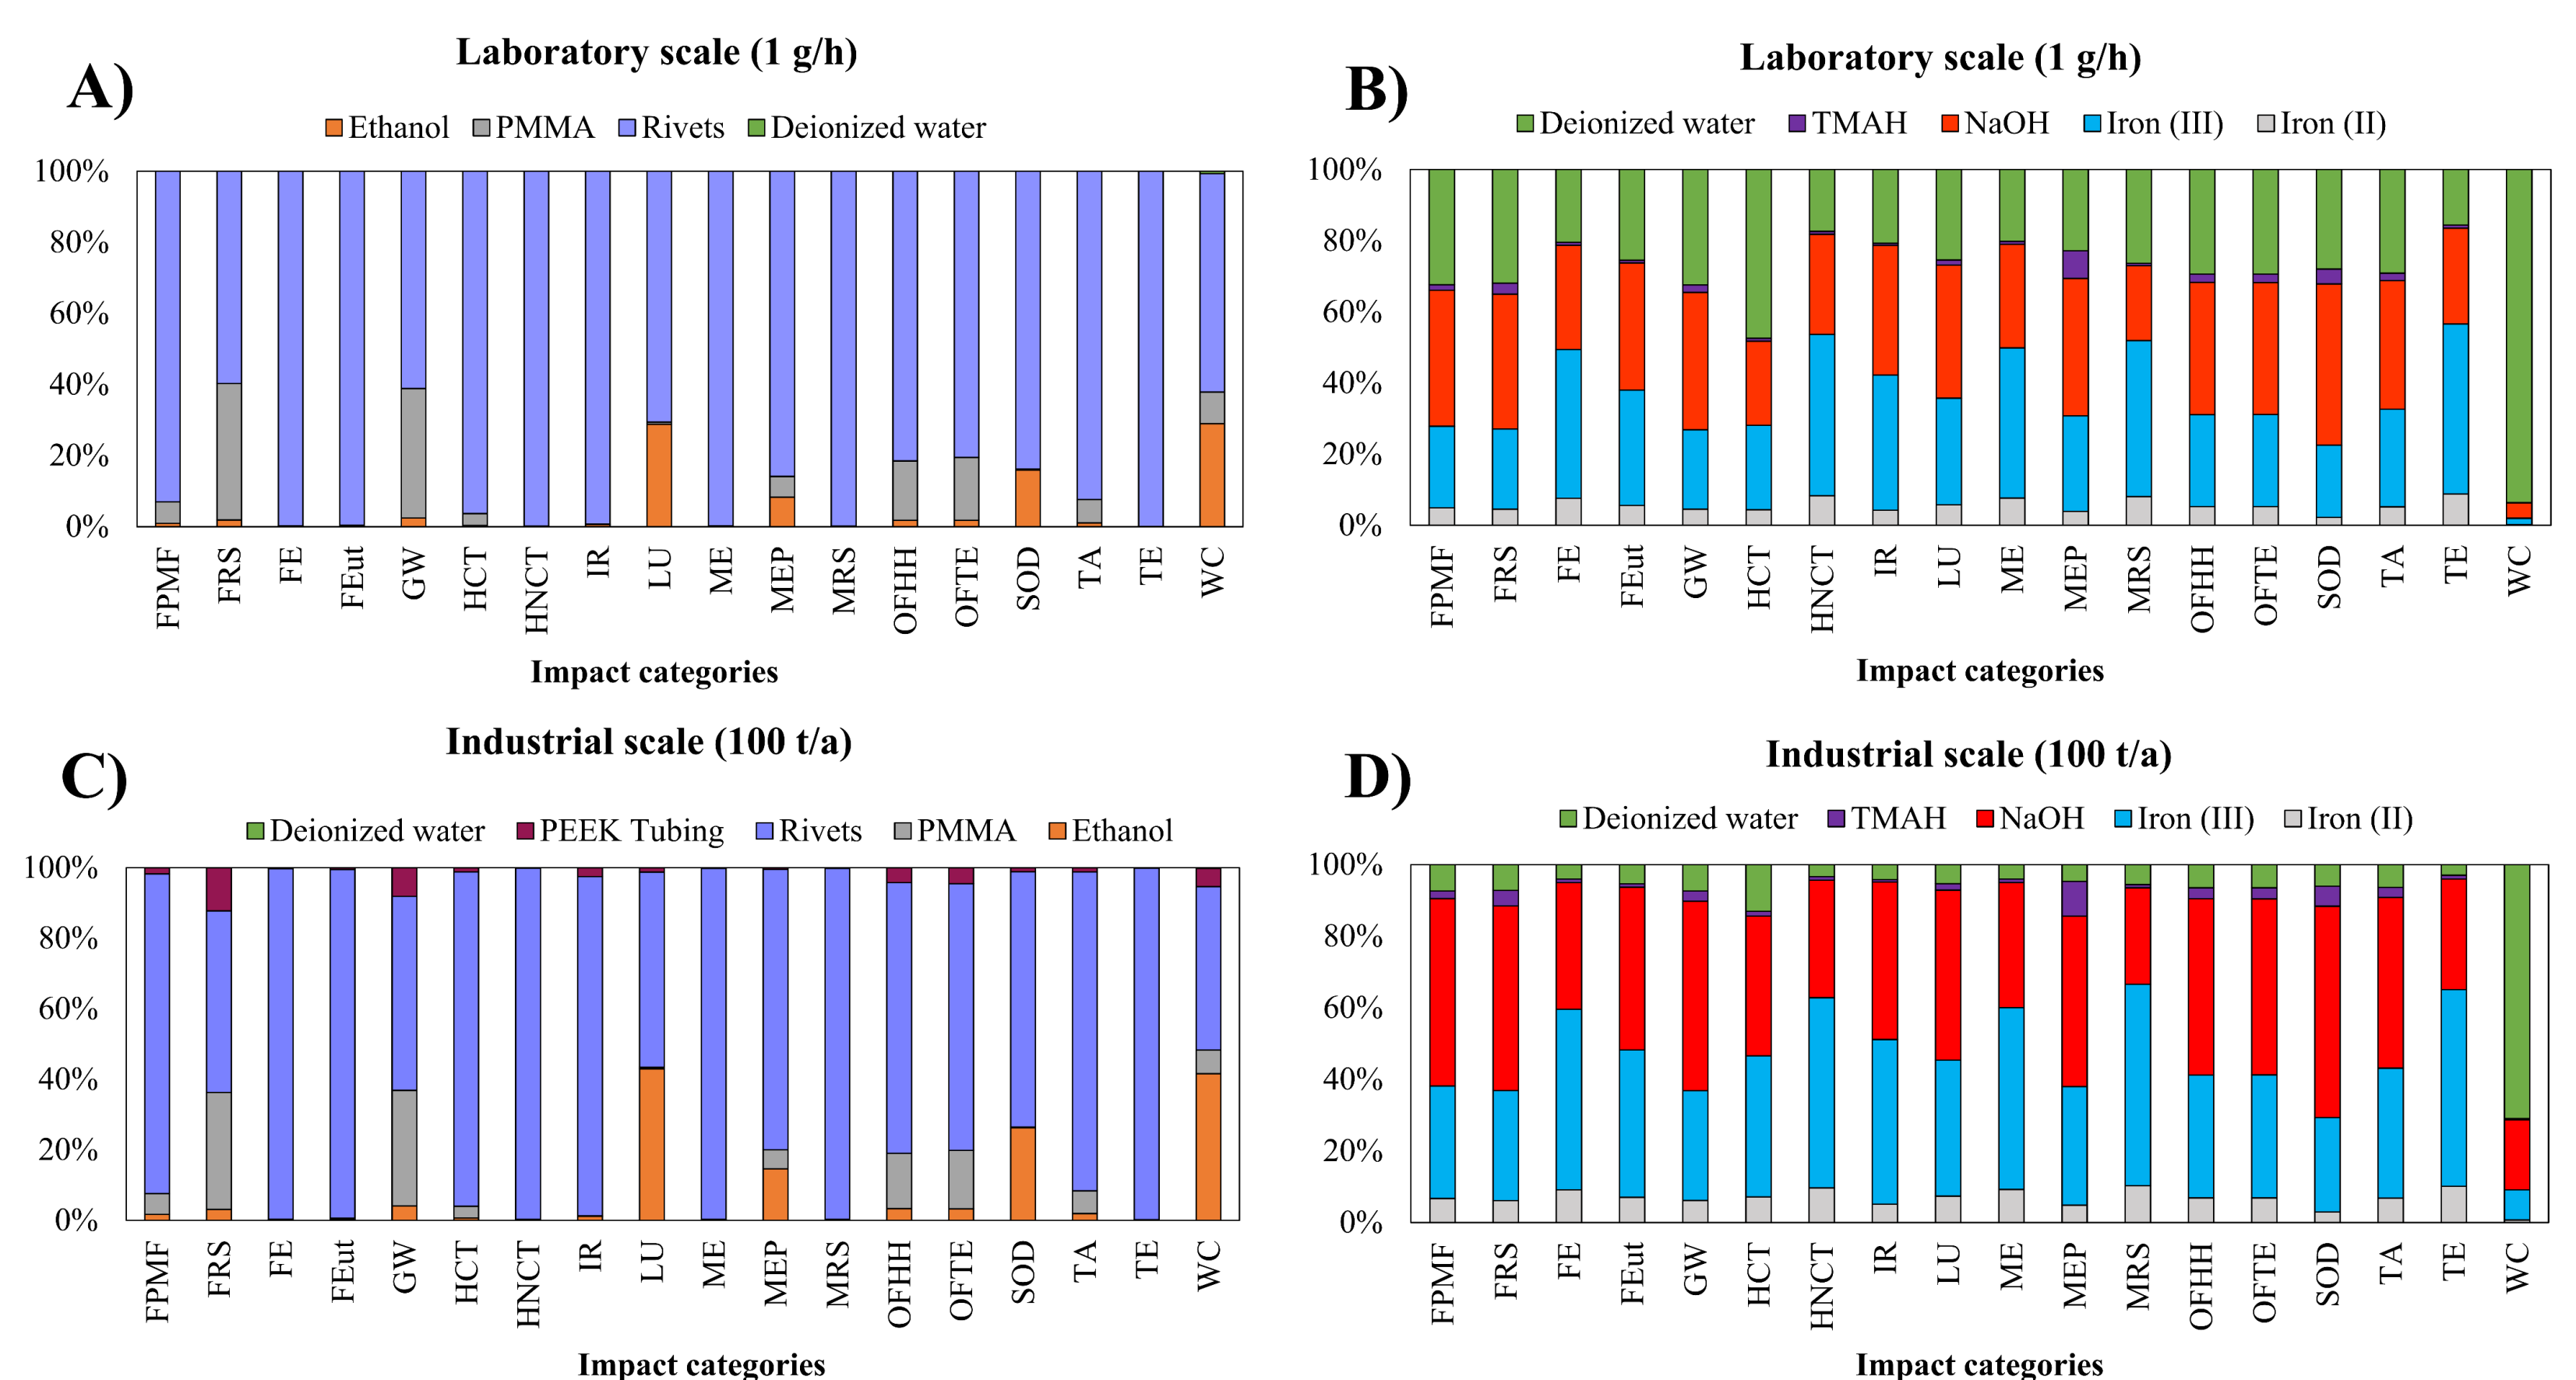 A)
Laboratory scale (1 g/h)
Ethanol PMMA Rivets Deionized water
100%
80%
60%
40%
20%
0%
FPMF FRS FE FEut GW HCT HNCT IR LU ME MEP MRS OFHH OFTE SOD TA TE WC
Impact categories
B)
Laboratory scale (1 g/h)
Deionized water TMAH NaOH Iron (III) Iron (II)
100%
80%
60%
40%
20%
0%
FPMF FRS FE FEut GW HCT HNCT IR LU ME MEP MRS OFHH OFTE SOD TA TE WC
Impact categories
C)
Industrial scale (100 t/a)
Deionized water PEEK Tubing Rivets PMMA Ethanol
100%
80%
60%
40%
20%
0%
FPMF FRS FE FEut GW HCT HNCT IR LU ME MEP MRS OFHH OFTE SOD TA TE WC
Impact categories
D)
Industrial scale (100 t/a)
Deionized water TMAH NaOH Iron (III) Iron (II)
100%
80%
60%
40%
20%
0%
FPMF FRS FE FEut GW HCT HNCT IR LU ME MEP MRS OFHH OFTE SOD TA TE WC
Impact categories